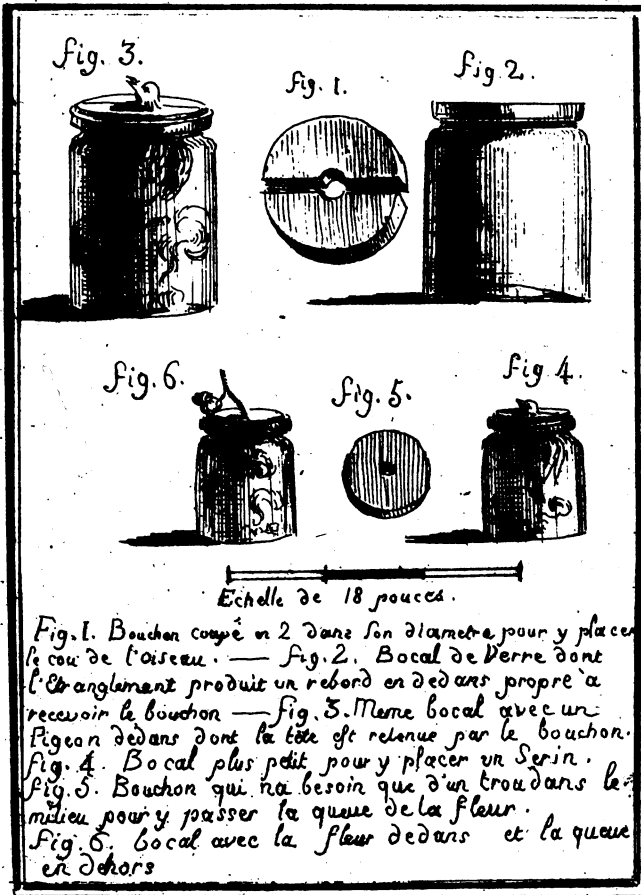 fig. 3.
fig. 1.
fig 2.
fig. 6.
fig. 5.
fig 4.
Echelle de 18 pouces.
Fig. 1. Bouchon coupé en 2 dans son diametre pour y placer
le cou de l'oiseau. — fig. 2. Bocal de Verre dont
l'Etranglement produit un rebord en dedans propre à
recevoir le bouchon — fig. 3. Meme bocal avec un
Pigeon dedans dont la tête est retenue par le bouchon.
fig. 4. Bocal plus petit pour y placer un Serin.
fig. 5. Bouchon qui na besoin que d'un trou dans le
milieu pour y passer la queue de la fleur.
fig. 6. bocal avec la fleur dedans et la queue
en dehors